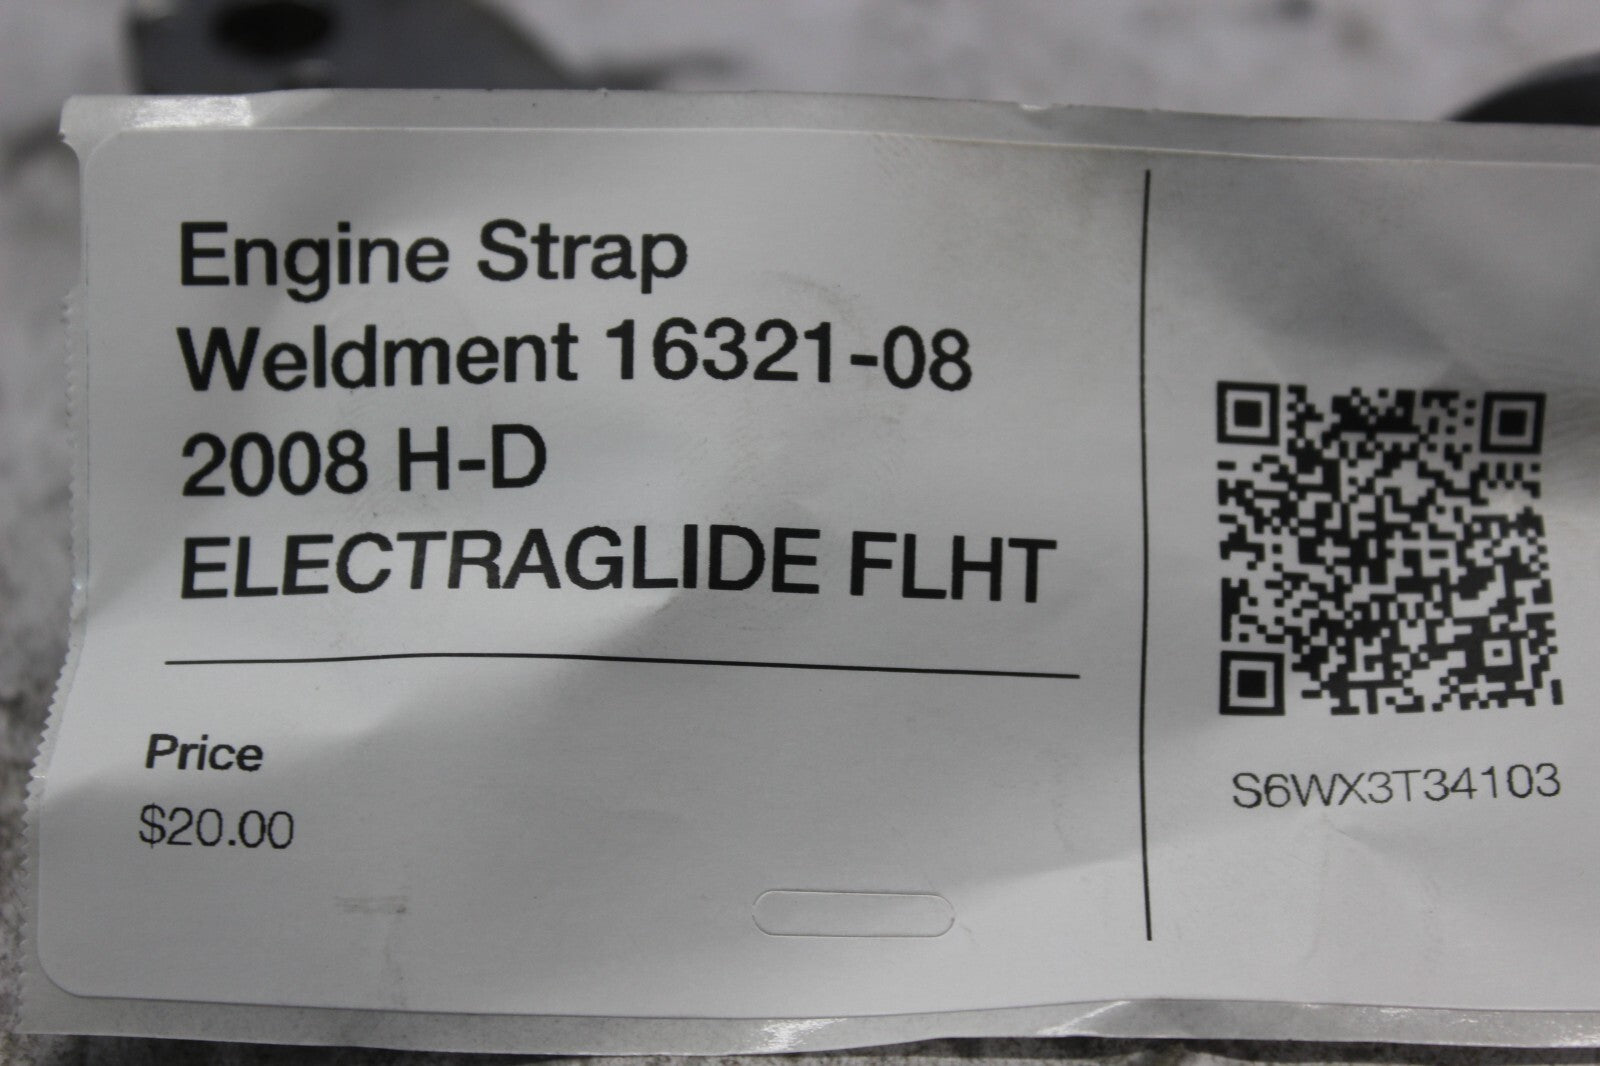 Engine Strap
Weldment 16321-08
2008 H-D
ELECTRAGLIDE FLHT
Price
$20.00
S6WX3T34103